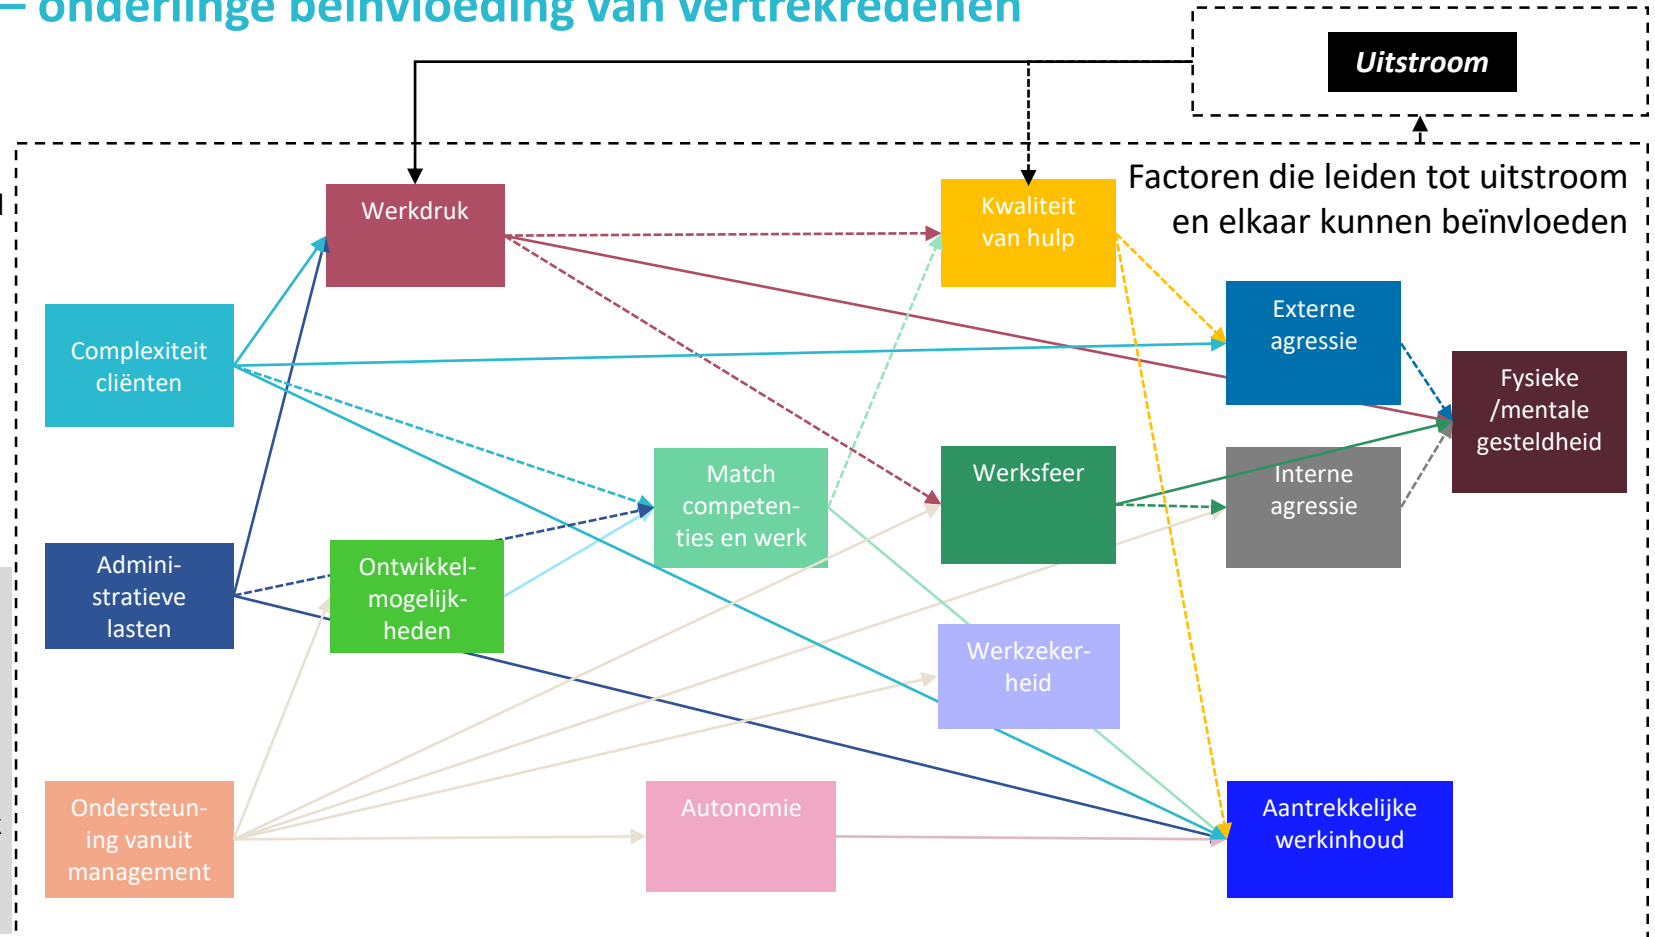 – onderlinge beïnvloeding van vertrekredenen
Uitstroom
Factoren die leiden tot uitstroom
en elkaar kunnen beïnvloeden
Werkdruk
Kwaliteit
van hulp
Externe
agressie
Complexiteit
cliënten
Fysieke
/mentale
gesteldheid
Match
competen-
ties en werk
Werksfeer
Interne
agressie
Admini-
stratieve
lasten
Ontwikkel-
mogelijk-
heden
Werkzeker-
heid
Ondersteun-
ing vanuit
management
Autonomie
Aantrekkelijke
werkinhoud